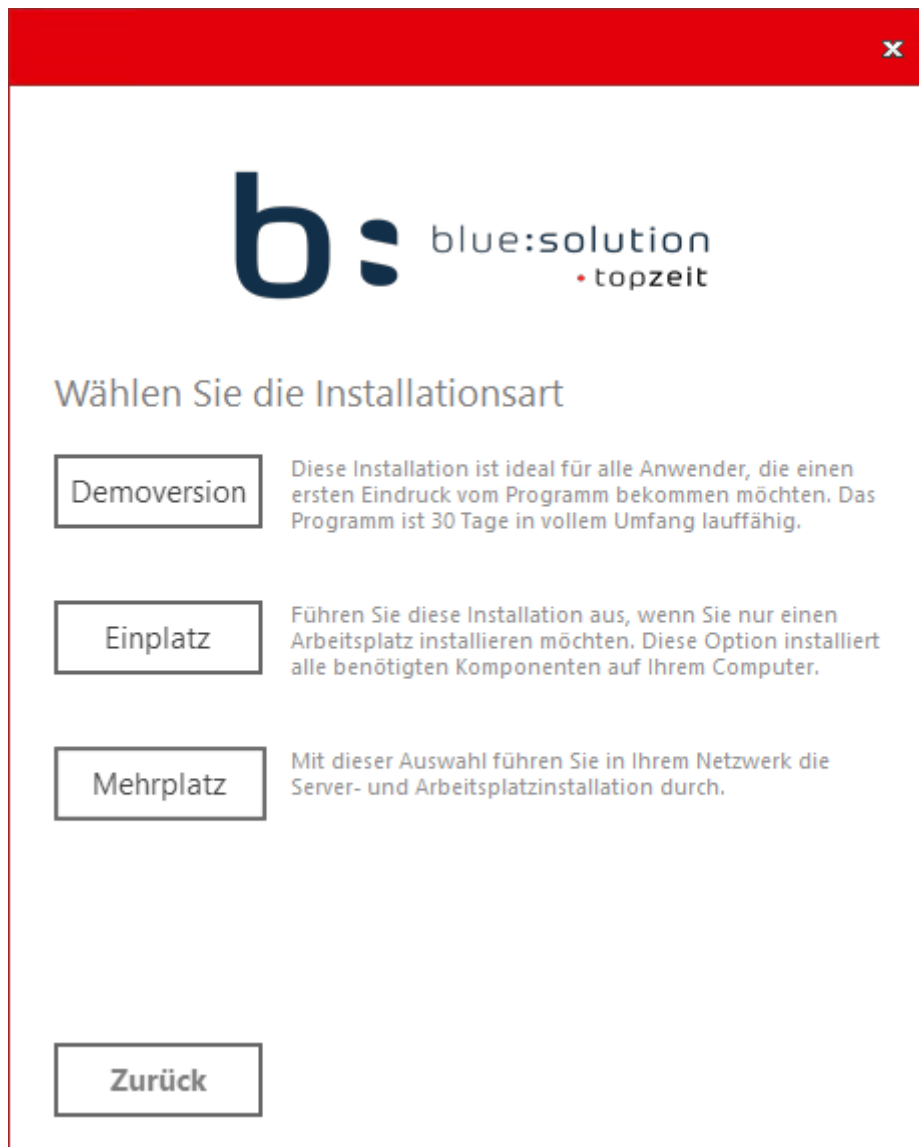 b:
blue:solution
topzeit
Wählen Sie die Installationsart
Demoversion
Diese Installation ist ideal für alle Anwender, die einen
ersten Eindruck vom Programm bekommen möchten. Das
Programm ist 30 Tage in vollem Umfang lauffähig.
Einplatz
Führen Sie diese Installation aus, wenn Sie nur einen
Arbeitsplatz installieren möchten. Diese Option installiert
alle benötigten Komponenten auf Ihrem Computer.
Mehrplatz
Mit dieser Auswahl führen Sie in Ihrem Netzwerk die
Server- und Arbeitsplatzinstallation durch.
Zurück